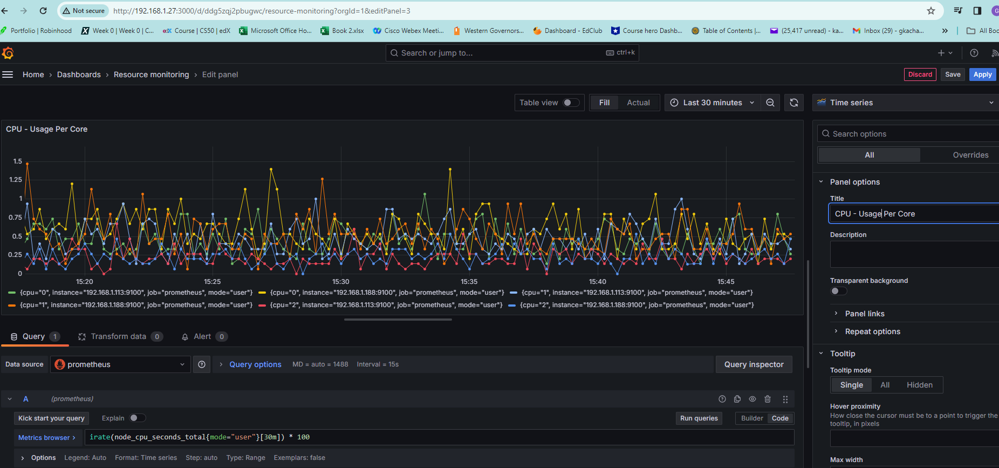 Not secure http://192.168.1.27:3000/d/ddg5zqj2pbugwc/resource-monitoring?orgId=1&editPanel=3
Portfolio | Robinhood Week 0 | Week 0 | C... edX Course | CS50 | edX Microsoft Office Ho... Book 2.xlsx Cisco Webex Meeti... Western Governors... Dashboard - EdClub Course hero Dashb... Table of Contents |... (25,417 unread) - ka... Inbox (29) - gkacha... » All Boo
Search or jump to... ctrl+k
Home › Dashboards › Resource monitoring › Edit panel Discard Save Apply
Table view Fill Actual Last 30 minutes Time series
CPU - Usage Per Core
1.5
1.25
1
0.75
0.5
0.25
0
15:20 15:25 15:30 15:35 15:40 15:45
{cpu="0", instance="192.168.1.113:9100", job="prometheus", mode="user"} {cpu="0", instance="192.168.1.188:9100", job="prometheus", mode="user"} {cpu="1", instance="192.168.1.113:9100", job="prometheus", mode="user"}
{cpu="1", instance="192.168.1.188:9100", job="prometheus", mode="user"} {cpu="2", instance="192.168.1.113:9100", job="prometheus", mode="user"} {cpu="2", instance="192.168.1.188:9100", job="prometheus", mode="user"}
Query 1 Transform data 0 Alert 0
Data source prometheus › Query options MD = auto = 1488 Interval = 15s Query inspector
A (prometheus)
Kick start your query Explain Run queries Builder Code
Metrics browser › irate(node_cpu_seconds_total{mode="user"}[30m]) * 100
› Options Legend: Auto Format: Time series Step: auto Type: Range Exemplars: false
Search options
All Overrides
Panel options
Title
CPU - Usage Per Core
Description
Transparent background
› Panel links
› Repeat options
Tooltip
Tooltip mode
Single All Hidden
Hover proximity
How close the cursor must be to a point to trigger the
tooltip, in pixels
Max width